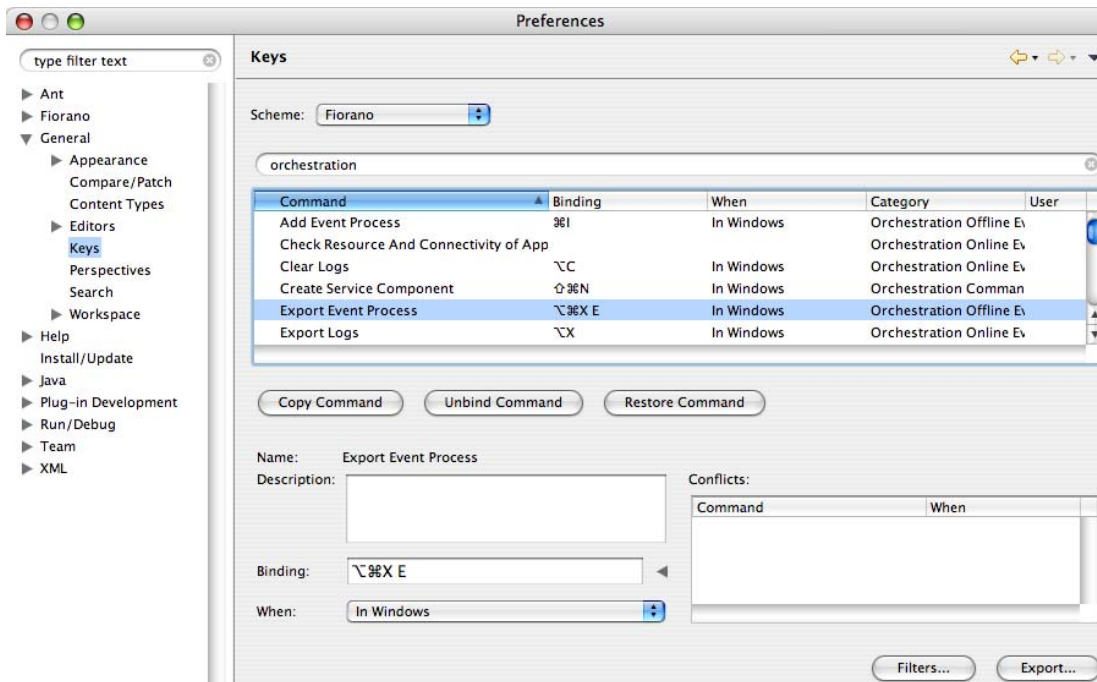 Preferences
type filter text
Ant
Fiorano
General
Appearance
Compare/Patch
Content Types
Editors
Keys
Perspectives
Search
Workspace
Help
Install/Update
Java
Plug-in Development
Run/Debug
Team
XML
Keys
Scheme: Fiorano
orchestration
Command Binding When Category User
Add Event Process ⌘I In Windows Orchestration Offline Ev
Check Resource And Connectivity of App Orchestration Online Ev
Clear Logs ⌥C In Windows Orchestration Online Ev
Create Service Component ⇧⌘N In Windows Orchestration Comman
Export Event Process ⌥⌘X E In Windows Orchestration Offline Ev
Export Logs ⌥X In Windows Orchestration Online Ev
Copy Command Unbind Command Restore Command
Name: Export Event Process
Description:
Conflicts:
Command When
Binding: ⌥⌘X E
When: In Windows
Filters... Export...